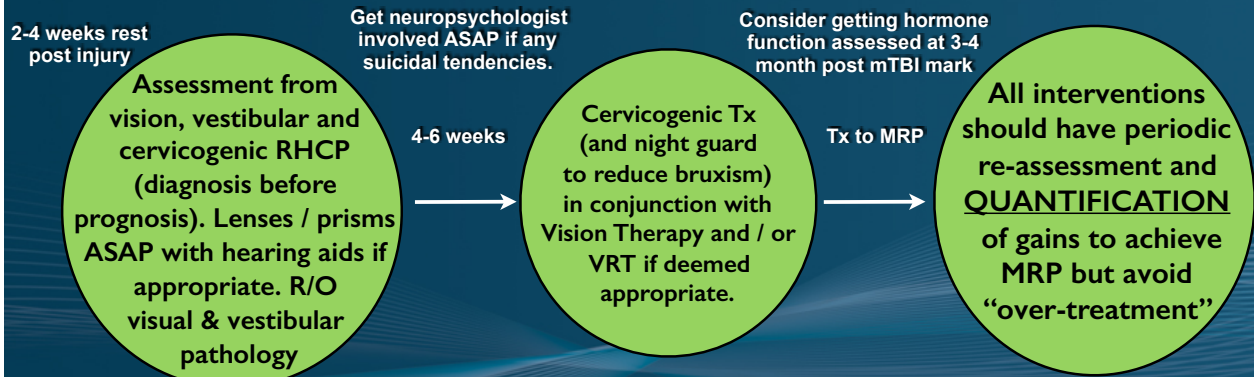 2-4 weeks rest
post injury
Assessment from
vision, vestibular and
cervicogenic RHCP
(diagnosis before
prognosis). Lenses / prisms
ASAP with hearing aids if
appropriate. R/O
visual & vestibular
pathology
Get neuropsychologist
involved ASAP if any
suicidal tendencies.
4-6 weeks
Cervicogenic Tx
(and night guard
to reduce bruxism)
in conjunction with
Vision Therapy and / or
VRT if deemed
appropriate.
Consider getting hormone
function assessed at 3-4
month post mTBI mark
Tx to MRP
All interventions
should have periodic
re-assessment and
QUANTIFICATION
of gains to achieve
MRP but avoid
“over-treatment”